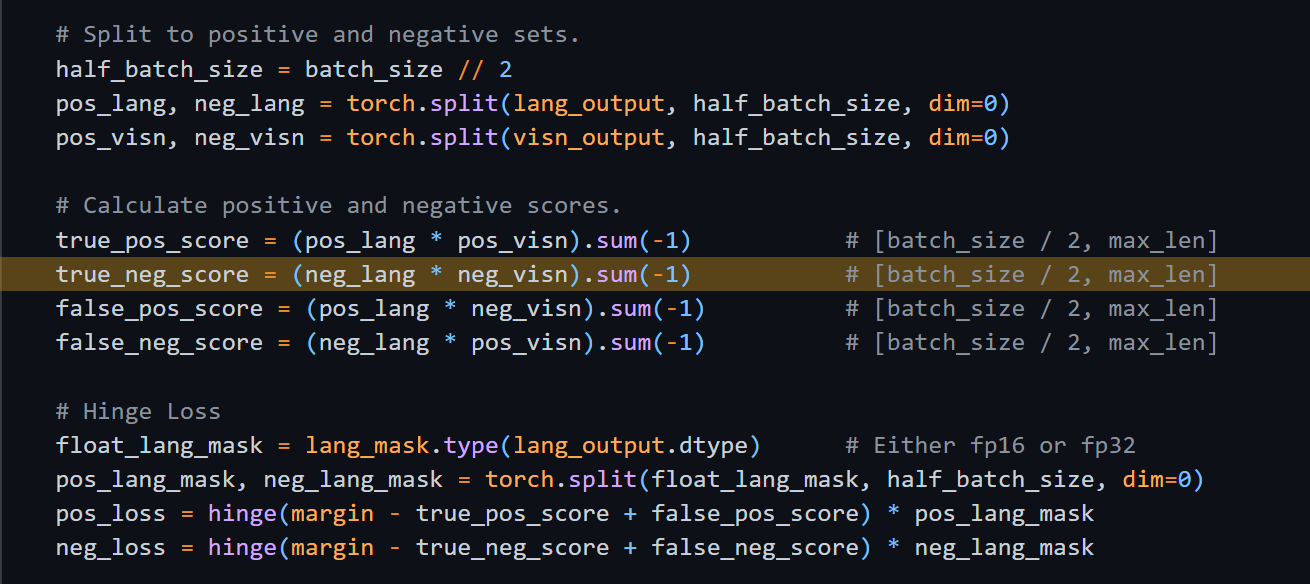 # Split to positive and negative sets.
half_batch_size = batch_size // 2
pos_lang, neg_lang = torch.split(lang_output, half_batch_size, dim=0)
pos_visn, neg_visn = torch.split(visn_output, half_batch_size, dim=0)
# Calculate positive and negative scores.
true_pos_score = (pos_lang * pos_visn).sum(-1)           # [batch_size / 2, max_len]
true_neg_score = (neg_lang * neg_visn).sum(-1)           # [batch_size / 2, max_len]
false_pos_score = (pos_lang * neg_visn).sum(-1)          # [batch_size / 2, max_len]
false_neg_score = (neg_lang * pos_visn).sum(-1)          # [batch_size / 2, max_len]
# Hinge Loss
float_lang_mask = lang_mask.type(lang_output.dtype)      # Either fp16 or fp32
pos_lang_mask, neg_lang_mask = torch.split(float_lang_mask, half_batch_size, dim=0)
pos_loss = hinge(margin - true_pos_score + false_pos_score) * pos_lang_mask
neg_loss = hinge(margin - true_neg_score + false_neg_score) * neg_lang_mask